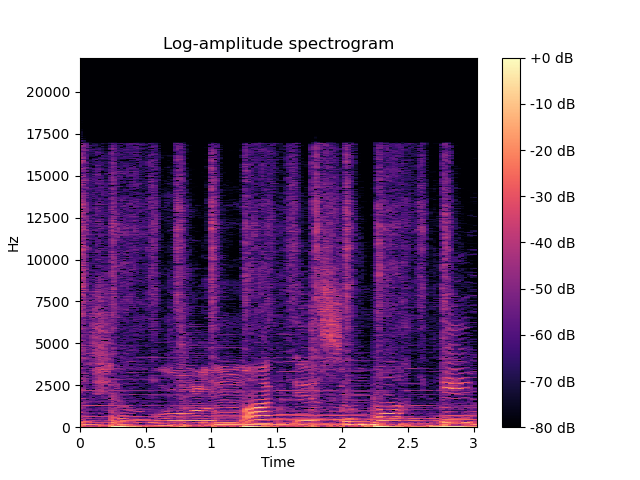 Log-amplitude spectrogram
Hz
20000
17500
15000
12500
10000
7500
5000
2500
0
0 0.5 1 1.5 2 2.5 3
Time
+0 dB
-10 dB
-20 dB
-30 dB
-40 dB
-50 dB
-60 dB
-70 dB
-80 dB